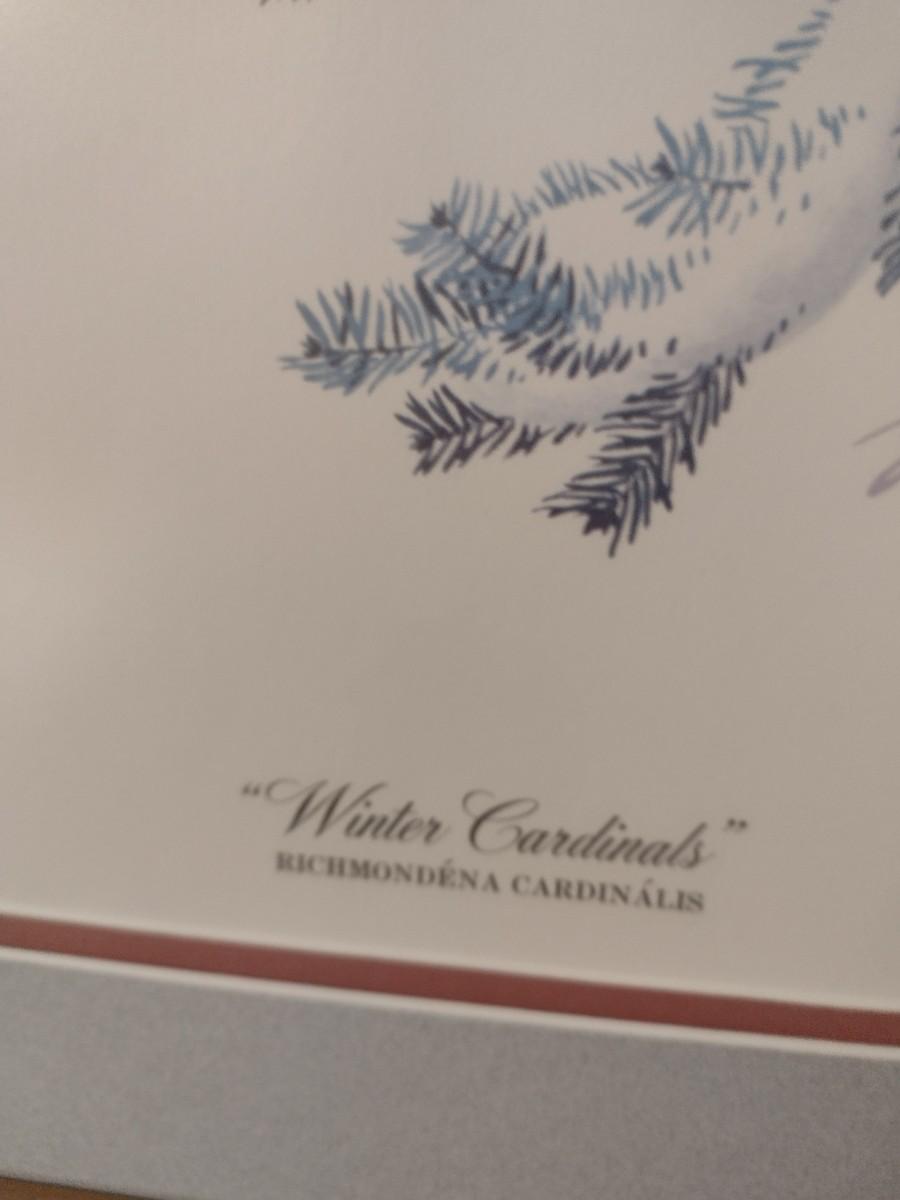 “Winter Cardinals”
RICHMONDÉNA CARDINÁLIS